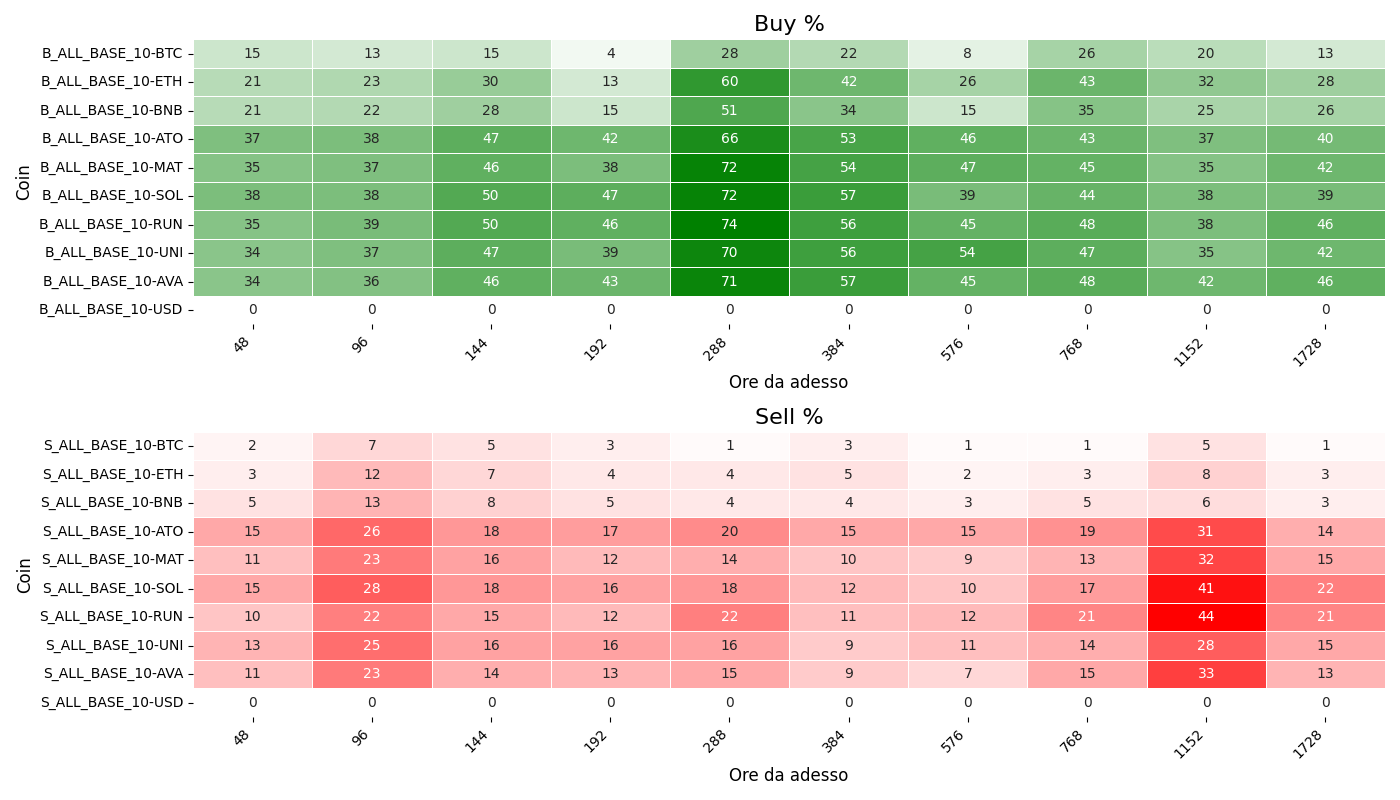 Buy %
Coin
B_ALL_BASE_10-BTC 15 13 15 4 28 22 8 26 20 13
B_ALL_BASE_10-ETH 21 23 30 13 60 42 26 43 32 28
B_ALL_BASE_10-BNB 21 22 28 15 51 34 15 35 25 26
B_ALL_BASE_10-ATO 37 38 47 42 66 53 46 43 37 40
B_ALL_BASE_10-MAT 35 37 46 38 72 54 47 45 35 42
B_ALL_BASE_10-SOL 38 38 50 47 72 57 39 44 38 39
B_ALL_BASE_10-RUN 35 39 50 46 74 56 45 48 38 46
B_ALL_BASE_10-UNI 34 37 47 39 70 56 54 47 35 42
B_ALL_BASE_10-AVA 34 36 46 43 71 57 45 48 42 46
B_ALL_BASE_10-USD 0 0 0 0 0 0 0 0 0 0
48 96 144 192 288 384 576 768 1152 1728
Ore da adesso
Sell %
Coin
S_ALL_BASE_10-BTC 2 7 5 3 1 3 1 1 5 1
S_ALL_BASE_10-ETH 3 12 7 4 4 5 2 3 8 3
S_ALL_BASE_10-BNB 5 13 8 5 4 4 3 5 6 3
S_ALL_BASE_10-ATO 15 26 18 17 20 15 15 19 31 14
S_ALL_BASE_10-MAT 11 23 16 12 14 10 9 13 32 15
S_ALL_BASE_10-SOL 15 28 18 16 18 12 10 17 41 22
S_ALL_BASE_10-RUN 10 22 15 12 22 11 12 21 44 21
S_ALL_BASE_10-UNI 13 25 16 16 16 9 11 14 28 15
S_ALL_BASE_10-AVA 11 23 14 13 15 9 7 15 33 13
S_ALL_BASE_10-USD 0 0 0 0 0 0 0 0 0 0
48 96 144 192 288 384 576 768 1152 1728
Ore da adesso